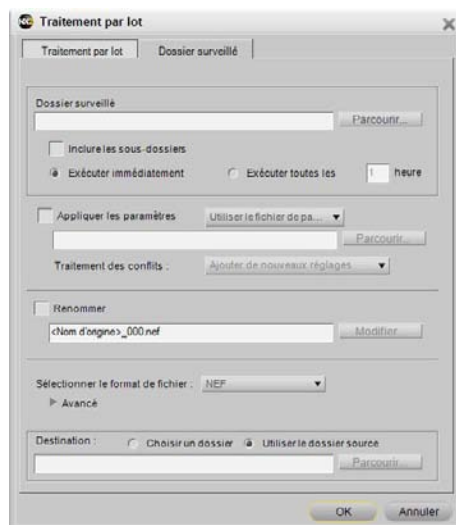 Traitement par lot
Traitement par lot
Dossier surveillé
Dossier surveillé
Parcourir...
Inclure les sous-dossiers
Exécuter immédiatement
Exécuter toutes les
1
heure
Appliquer les paramètres
Utiliser le fichier de pa...
Parcourir...
Traitement des conflits :
Ajouter de nouveaux réglages
Renommer
<Nom d'origine>_000.nef
Modifier
Sélectionner le format de fichier :
NEF
Avancé
Destination :
Choisir un dossier
Utiliser le dossier source
Parcourir...
OK
Annuler